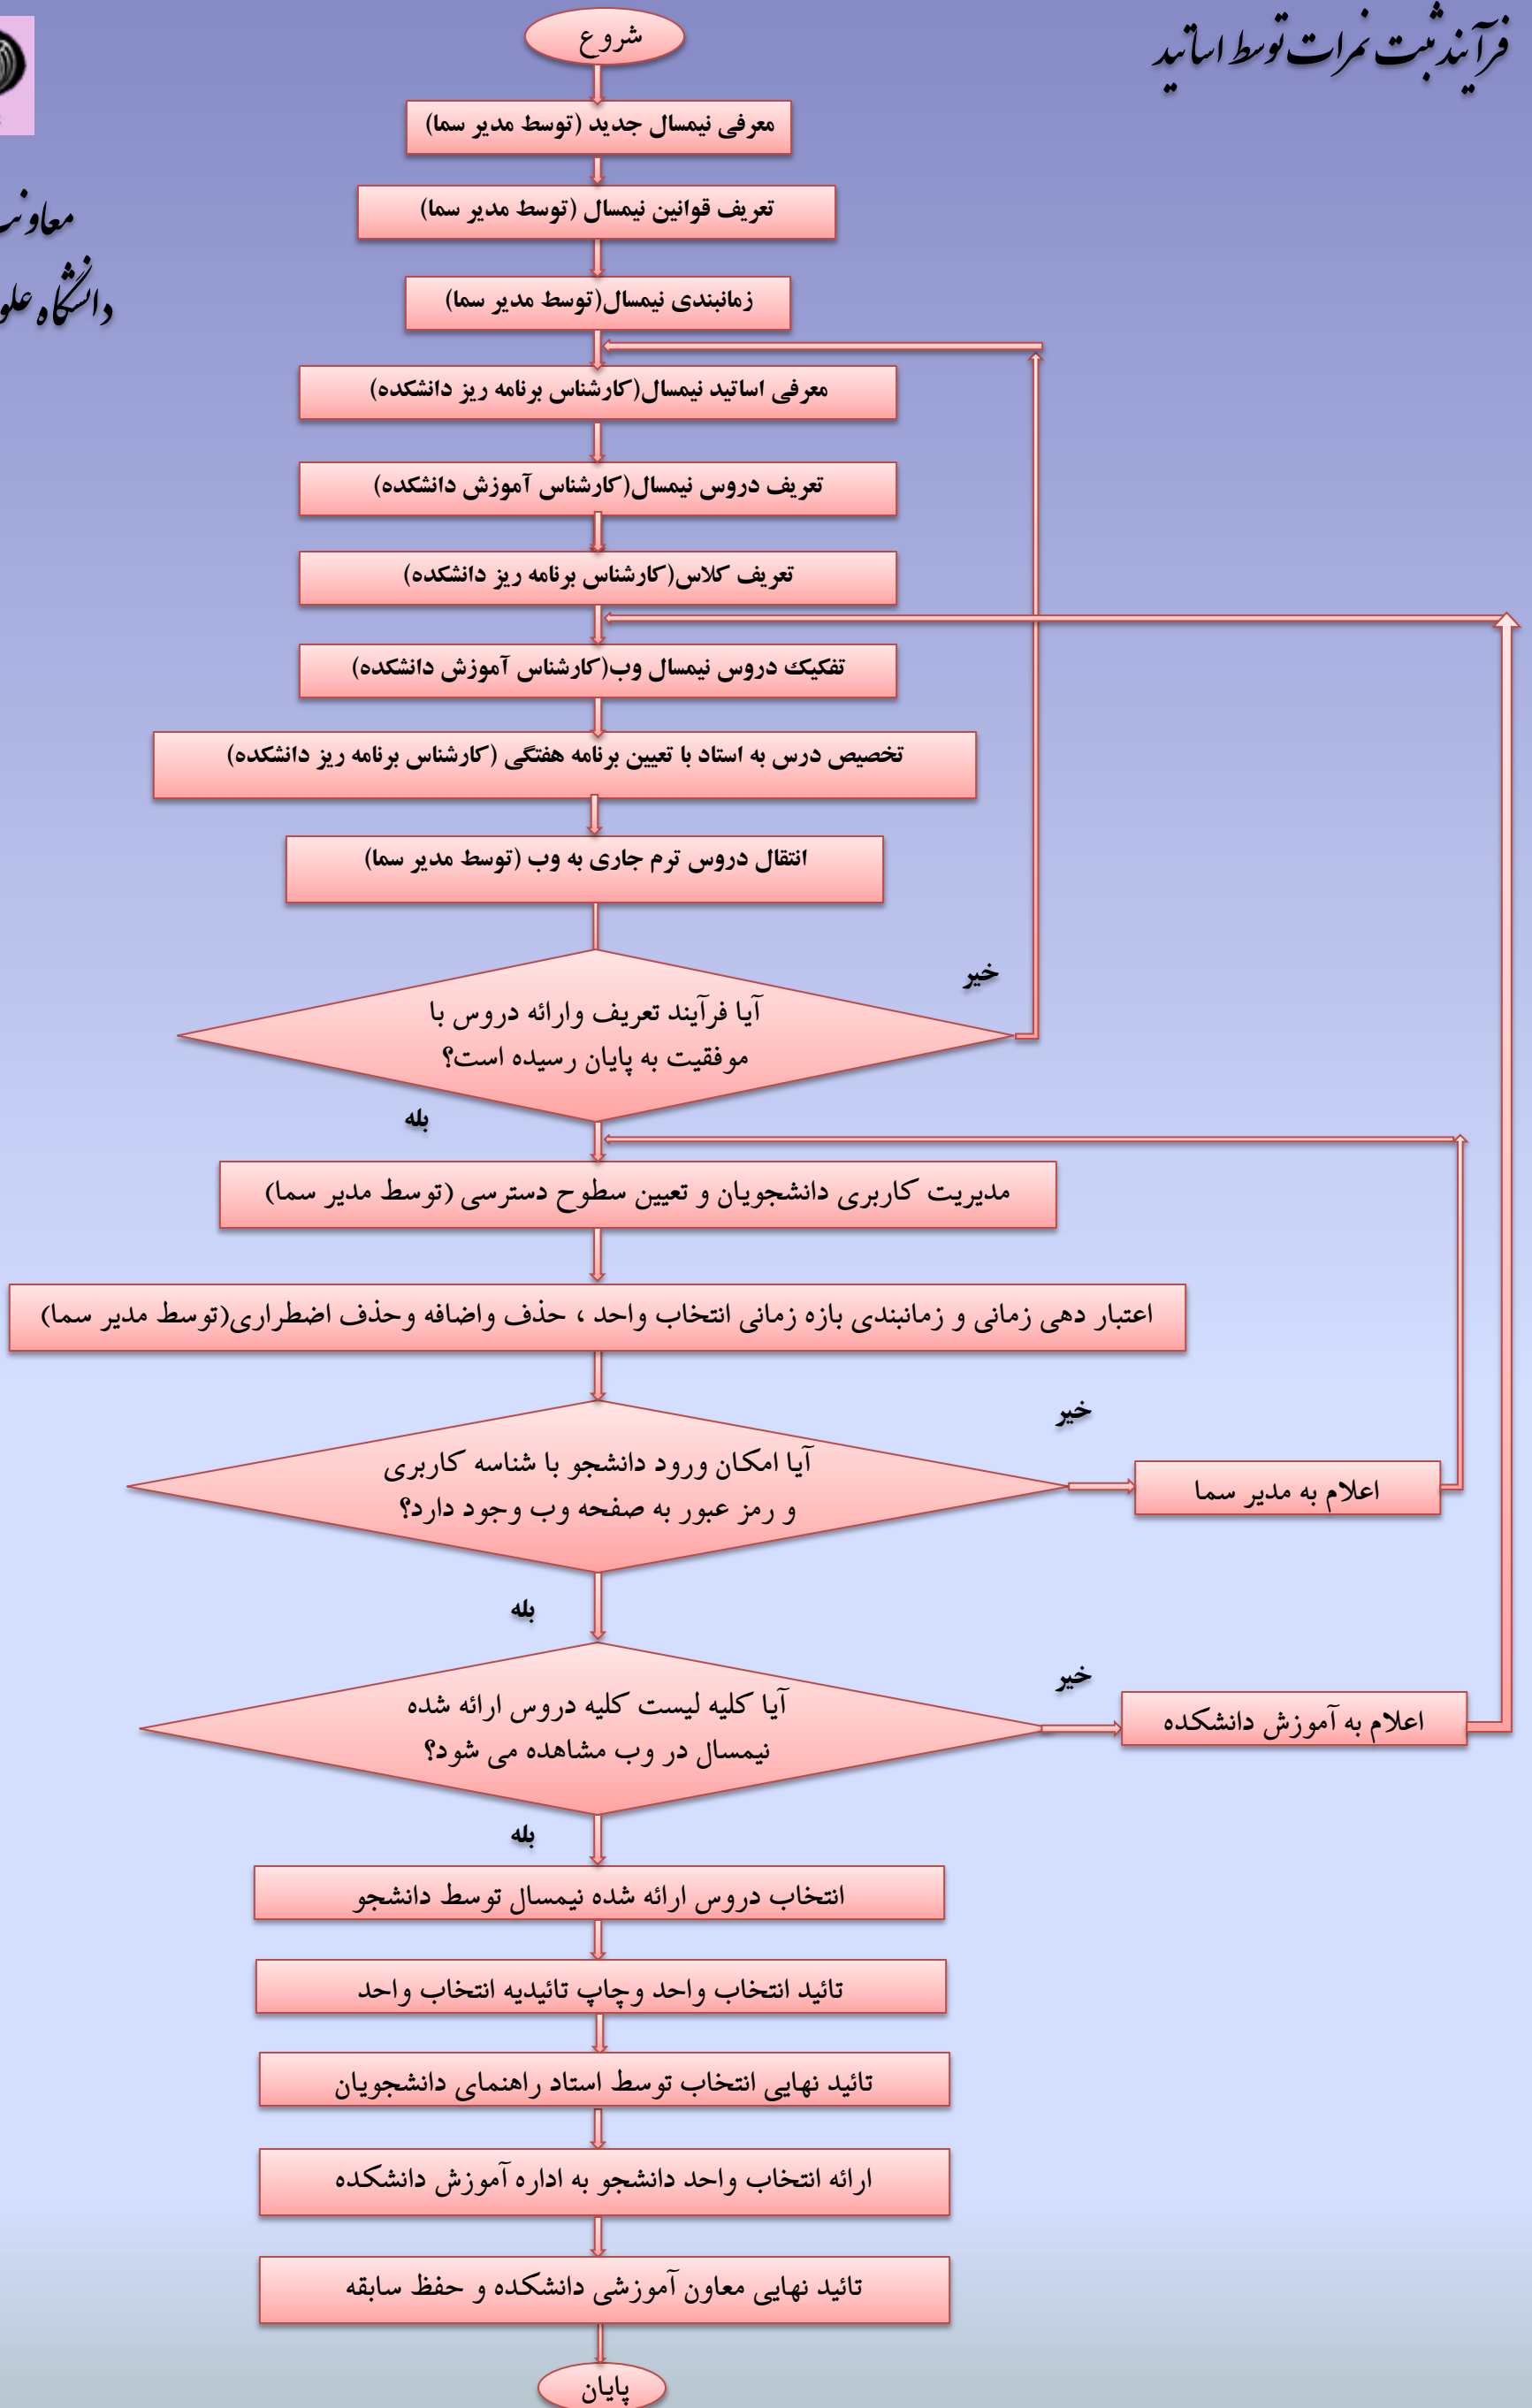 فرآیند ثبت نمرات توسط اساتید
شروع
معرفی نیمسال جدید (توسط مدیر سما)
تعریف قوانین نیمسال (توسط مدیر سما)
زمانبندی نیمسال(توسط مدیر سما)
معرفی اساتید نیمسال(کارشناس برنامه ریز دانشکده)
تعریف دروس نیمسال(کارشناس آموزش دانشکده)
تعریف کلاس(کارشناس برنامه ریز دانشکده)
تفکیک دروس نیمسال وب(کارشناس آموزش دانشکده)
تخصیص درس به استاد با تعیین برنامه هفتگی (کارشناس برنامه ریز دانشکده)
انتقال دروس ترم جاری به وب (توسط مدیر سما)
خیر
آیا فرآیند تعریف وارائه دروس با
موفقیت به پایان رسیده است؟
بله
مدیریت کاربری دانشجویان و تعیین سطوح دسترسی (توسط مدیر سما)
اعتبار دهی زمانی و زمانبندی بازه زمانی انتخاب واحد ، حذف واضافه وحذف اضطراری(توسط مدیر سما)
خیر
آیا امکان ورود دانشجو با شناسه کاربری
و رمز عبور به صفحه وب وجود دارد؟
اعلام به مدیر سما
بله
خیر
آیا کلیه لیست کلیه دروس ارائه شده
نیمسال در وب مشاهده می شود؟
اعلام به آموزش دانشکده
بله
انتخاب دروس ارائه شده نیمسال توسط دانشجو
تائید انتخاب واحد وچاپ تائیدیه انتخاب واحد
تائید نهایی انتخاب توسط استاد راهنمای دانشجویان
ارائه انتخاب واحد دانشجو به اداره آموزش دانشکده
تائید نهایی معاون آموزشی دانشکده و حفظ سابقه
پایان
دانشگاه